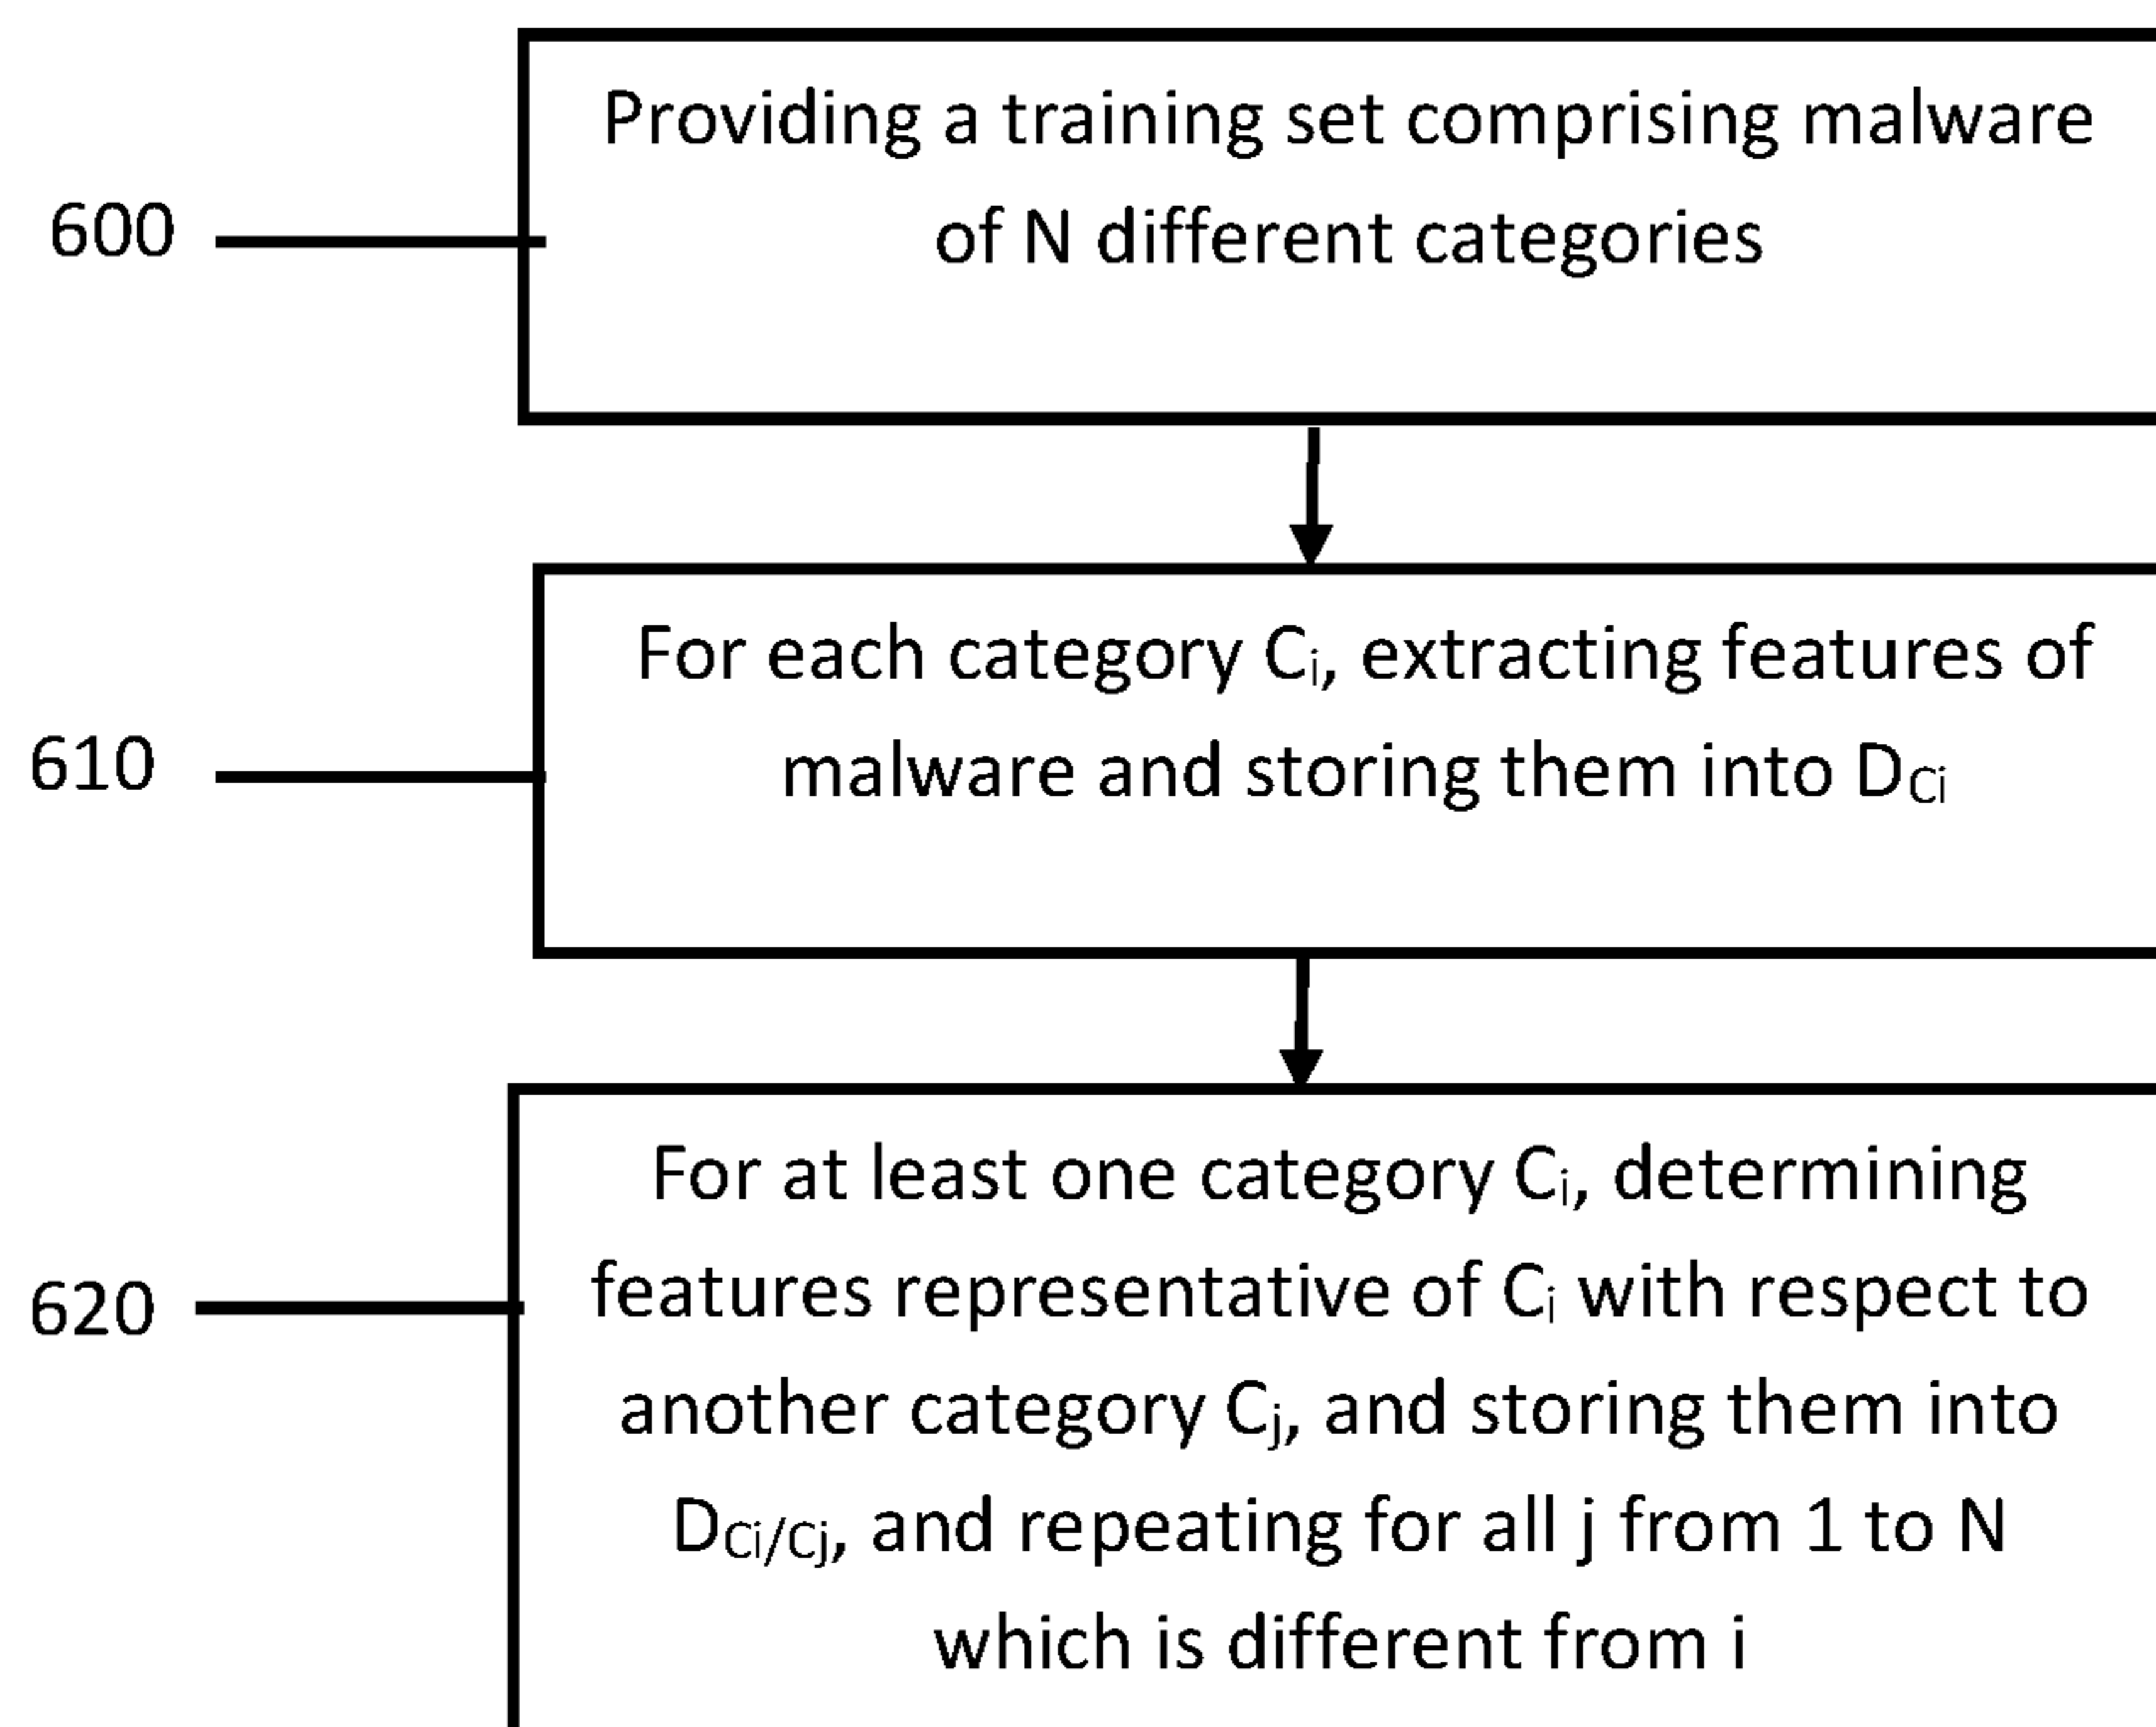 Providing a training set comprising malware
600
of N different categories
For each category Ci, extracting features of
610
malware and storing them into DCi
For at least one category Ci, determining
620
features representative of Ci with respect to
another category Cj, and storing them into
DCi/Cj, and repeating for all j from 1 to N
which is different from i